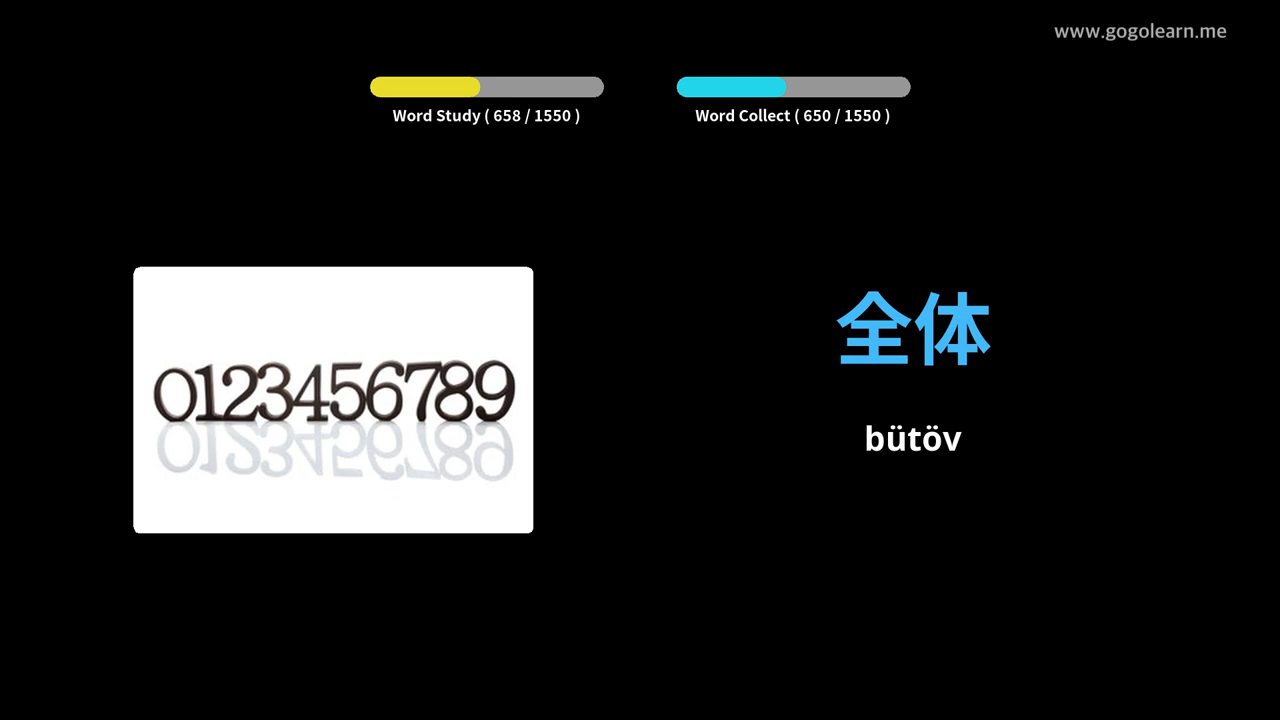 www.gogolearn.me
Word Study ( 658 / 1550 )
Word Collect ( 650 / 1550 )
0123456789
全体
bütöv